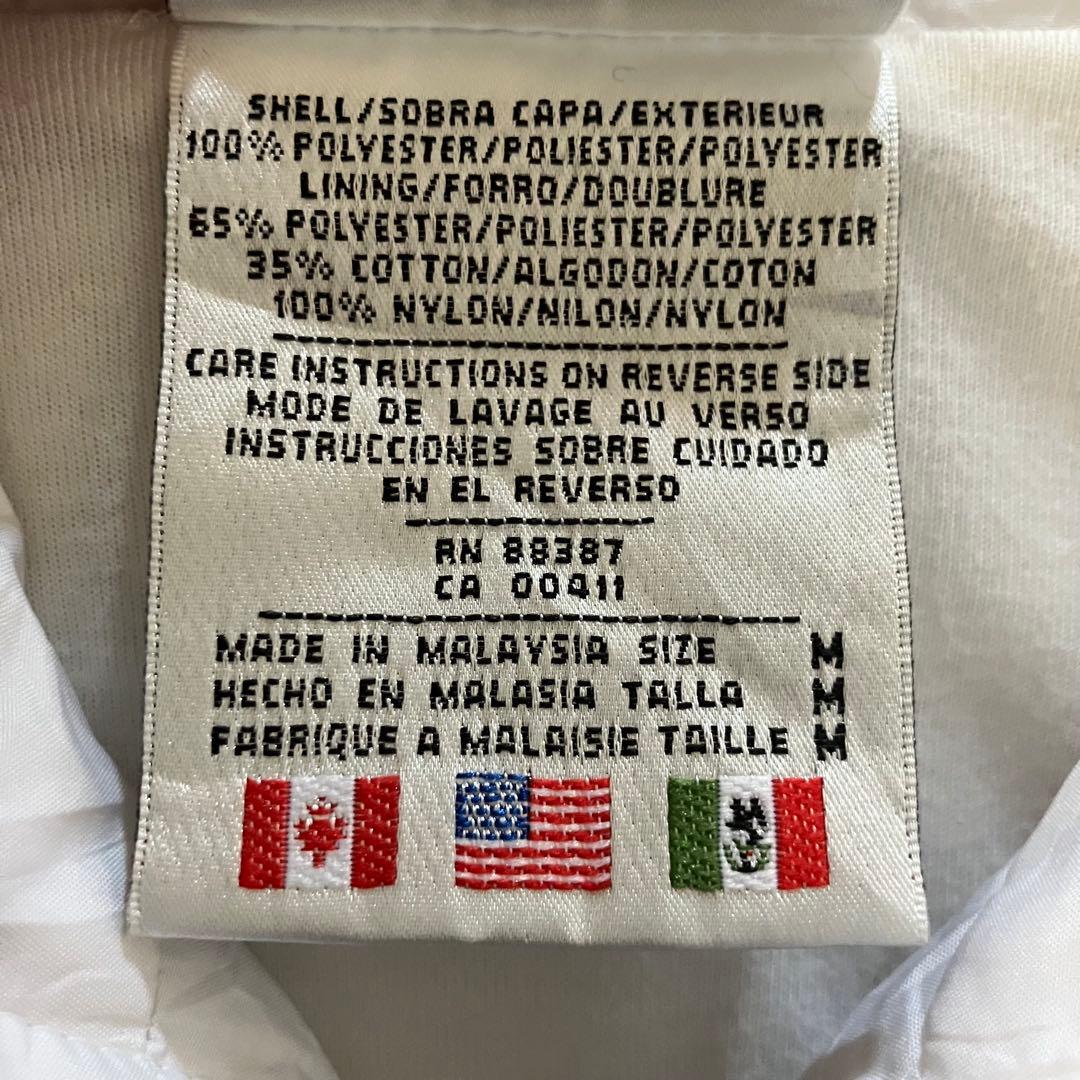 SHELL/SOBRA CAPA/EXTERIEUR
100% POLYESTER/POLIESTER/POLYESTER
LINING/FORRO/DOUBLURE
65% POLYESTER/POLIESTER/POLYESTER
35% COTTON/ALGODON/COTON
100% NYLON/NILON/NYLON
CARE INSTRUCTIONS ON REVERSE SIDE
MODE DE LAVAGE AU VERSO
INSTRUCCIONES SOBRE CUIDADO
EN EL REVERSO
RN 88387
CA 00411
MADE IN MALAYSIA SIZE M
HECHO EN MALASIA TALLA M
FABRIQUE A MALAISIE TAILLE M